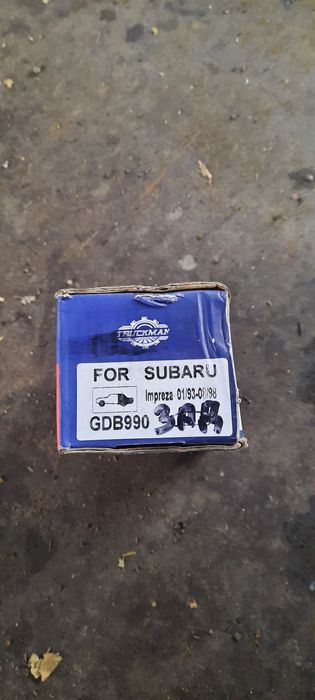 TRUCKMAN
FOR SUBARU
Impreza 01/93-08/98
GDB990